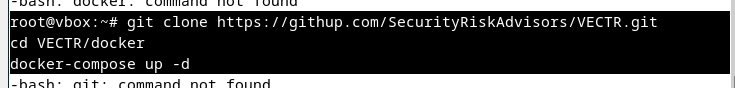 -bash: docker: command not found
root@vbox:~# git clone https://githup.com/SecurityRiskAdvisors/VECTR.git
cd VECTR/docker
docker-compose up -d
-bash: git: command not found